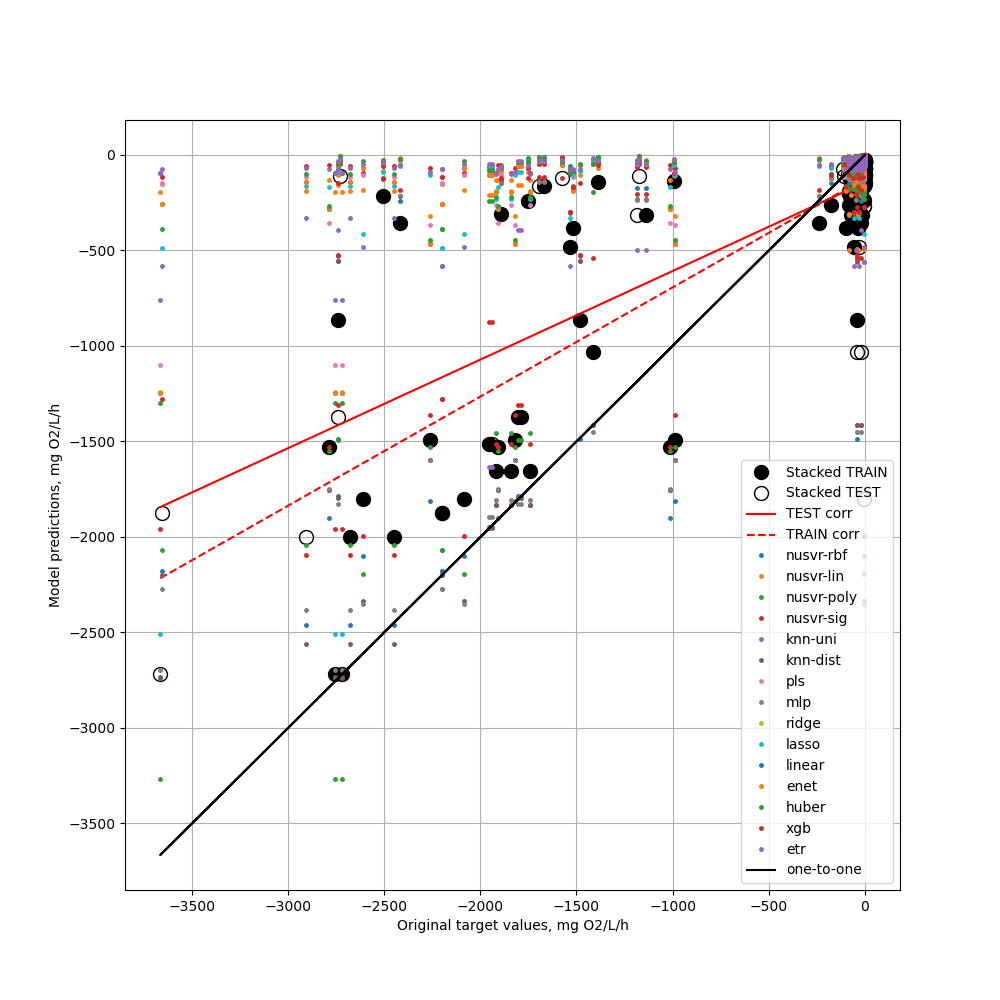 0
−500
−1000
−1500
−2000
−2500
−3000
−3500
Model predictions, mg O2/L/h
−3500 −3000 −2500 −2000 −1500 −1000 −500 0
Original target values, mg O2/L/h
Stacked TRAIN
Stacked TEST
TEST corr
TRAIN corr
nusvr-rbf
nusvr-lin
nusvr-poly
nusvr-sig
knn-uni
knn-dist
pls
mlp
ridge
lasso
linear
enet
huber
xgb
etr
one-to-one